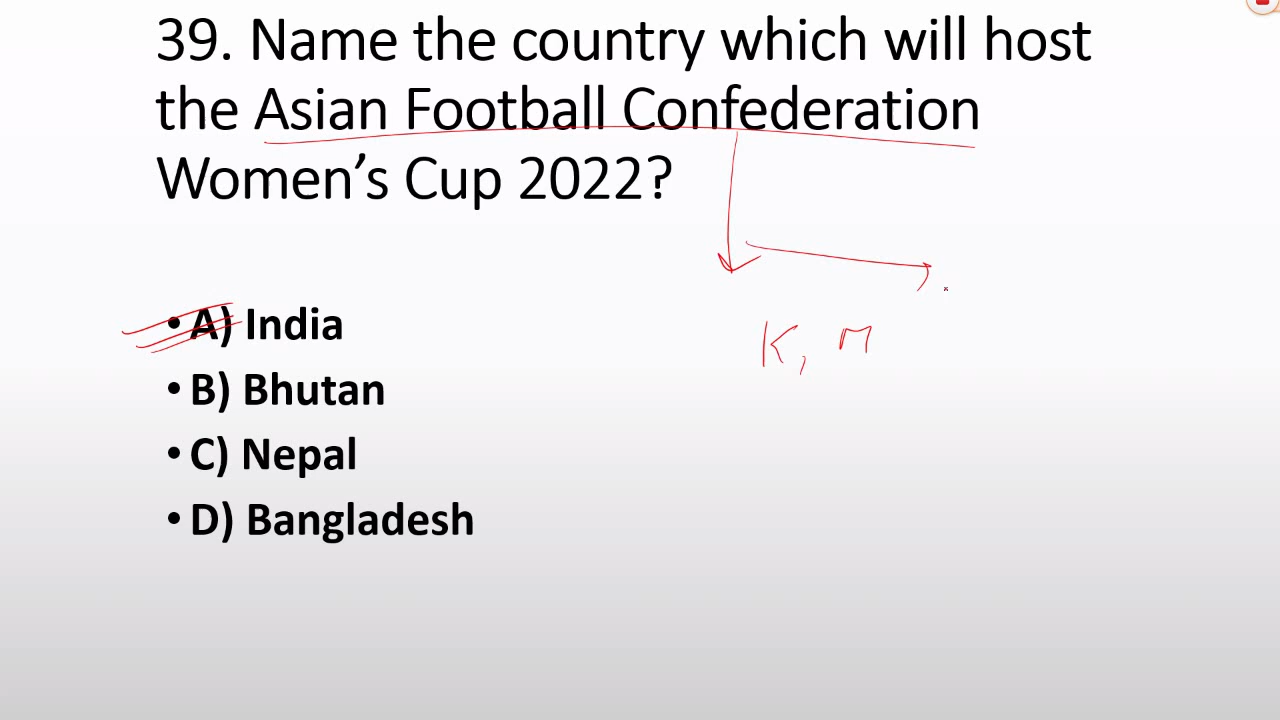 39. Name the country which will host
the Asian Football Confederation
Women’s Cup 2022?
• A) India
K, M
• B) Bhutan
• C) Nepal
• D) Bangladesh